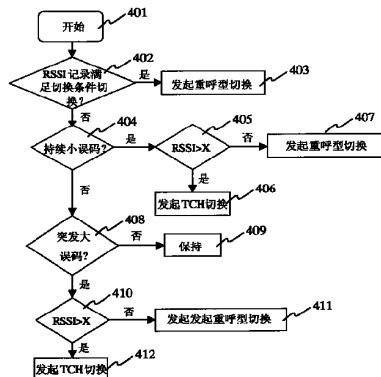 开始
401
RSSI 记录满
足切换条件切
换?
402
是
发起重呼型切换
403
否
持续小误码?
404
是
RSSI>X
405
否
发起重呼型切换
407
是
发起TCH切换
406
否
突发大
误码?
408
否
保持
409
是
RSSI>X
410
否
发起发起重呼型切换
411
是
发起TCH切换
412